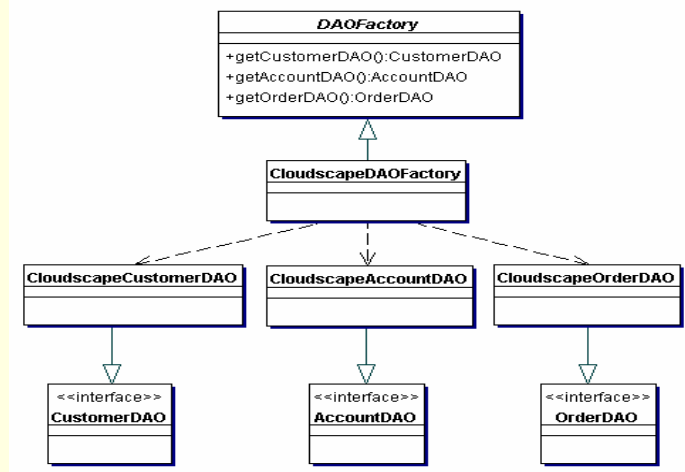 DAOFactory
+getCustomerDAO():CustomerDAO
+getAccountDAO():AccountDAO
+getOrderDAO():OrderDAO
CloudscapeDAOFactory
CloudscapeCustomerDAO
CloudscapeAccountDAO
CloudscapeOrderDAO
<<interface>>
CustomerDAO
<<interface>>
AccountDAO
<<interface>>
OrderDAO